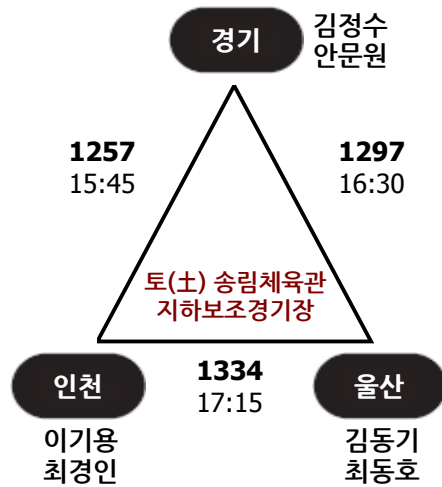 경기
김정수
안문원
1257
15:45
1297
16:30
토(土) 송림체육관
지하보조경기장
인천
1334
17:15
울산
이기용
최경인
김동기
최동호